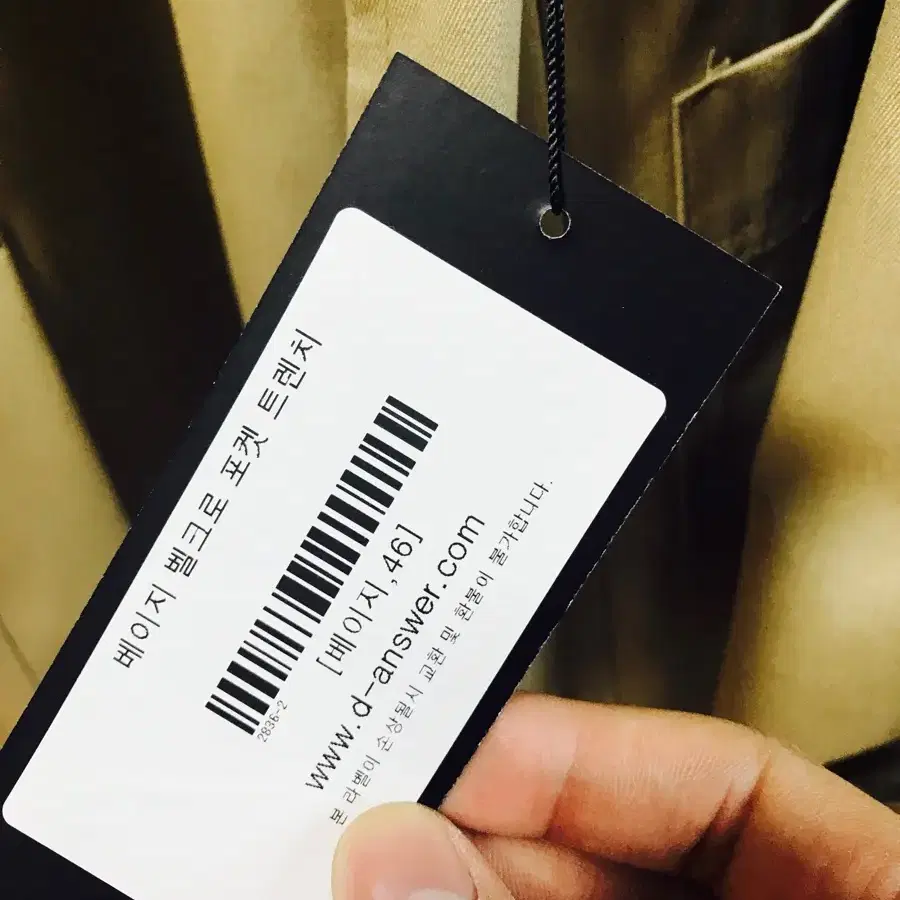 베이지 벨크로 포켓 트렌치
2836-2
[베이지,46]
www.d-answer.com
본 라벨이 손상될시 교환 및 환불이 불가합니다.